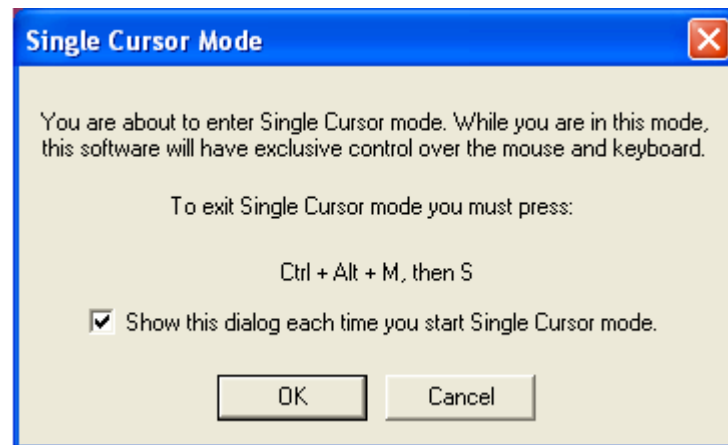 Single Cursor Mode
You are about to enter Single Cursor mode. While you are in this mode,
this software will have exclusive control over the mouse and keyboard.
To exit Single Cursor mode you must press:
Ctrl + Alt + M, then S
Show this dialog each time you start Single Cursor mode.
OK Cancel